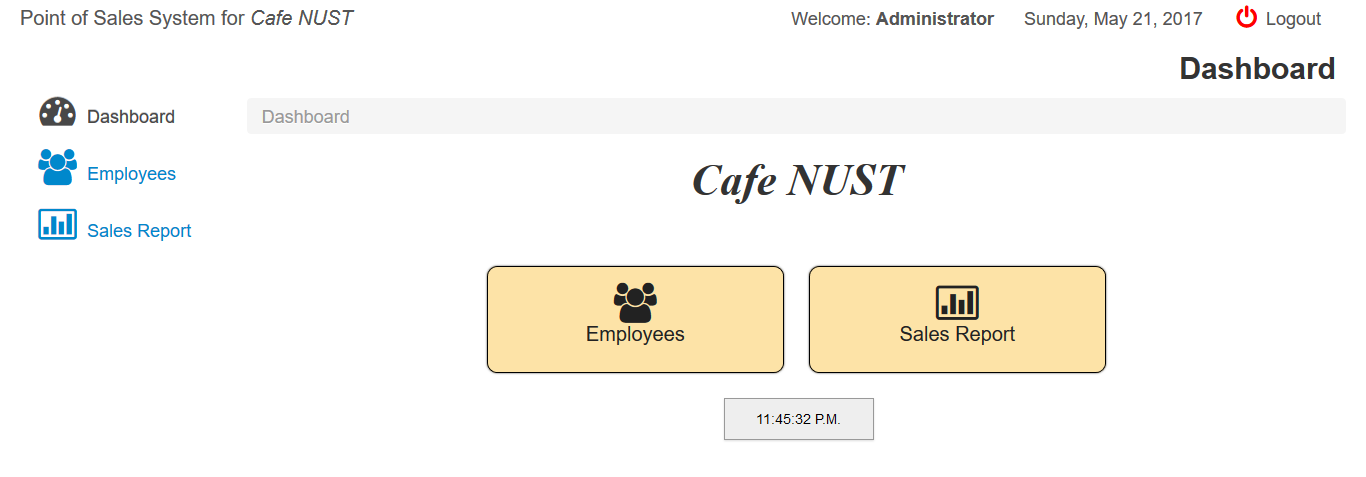 Point of Sales System for Cafe NUST
Welcome: Administrator
Sunday, May 21, 2017
Logout
Dashboard
Dashboard
Employees
Sales Report
Dashboard
Cafe NUST
Employees
Sales Report
11:45:32 P.M.